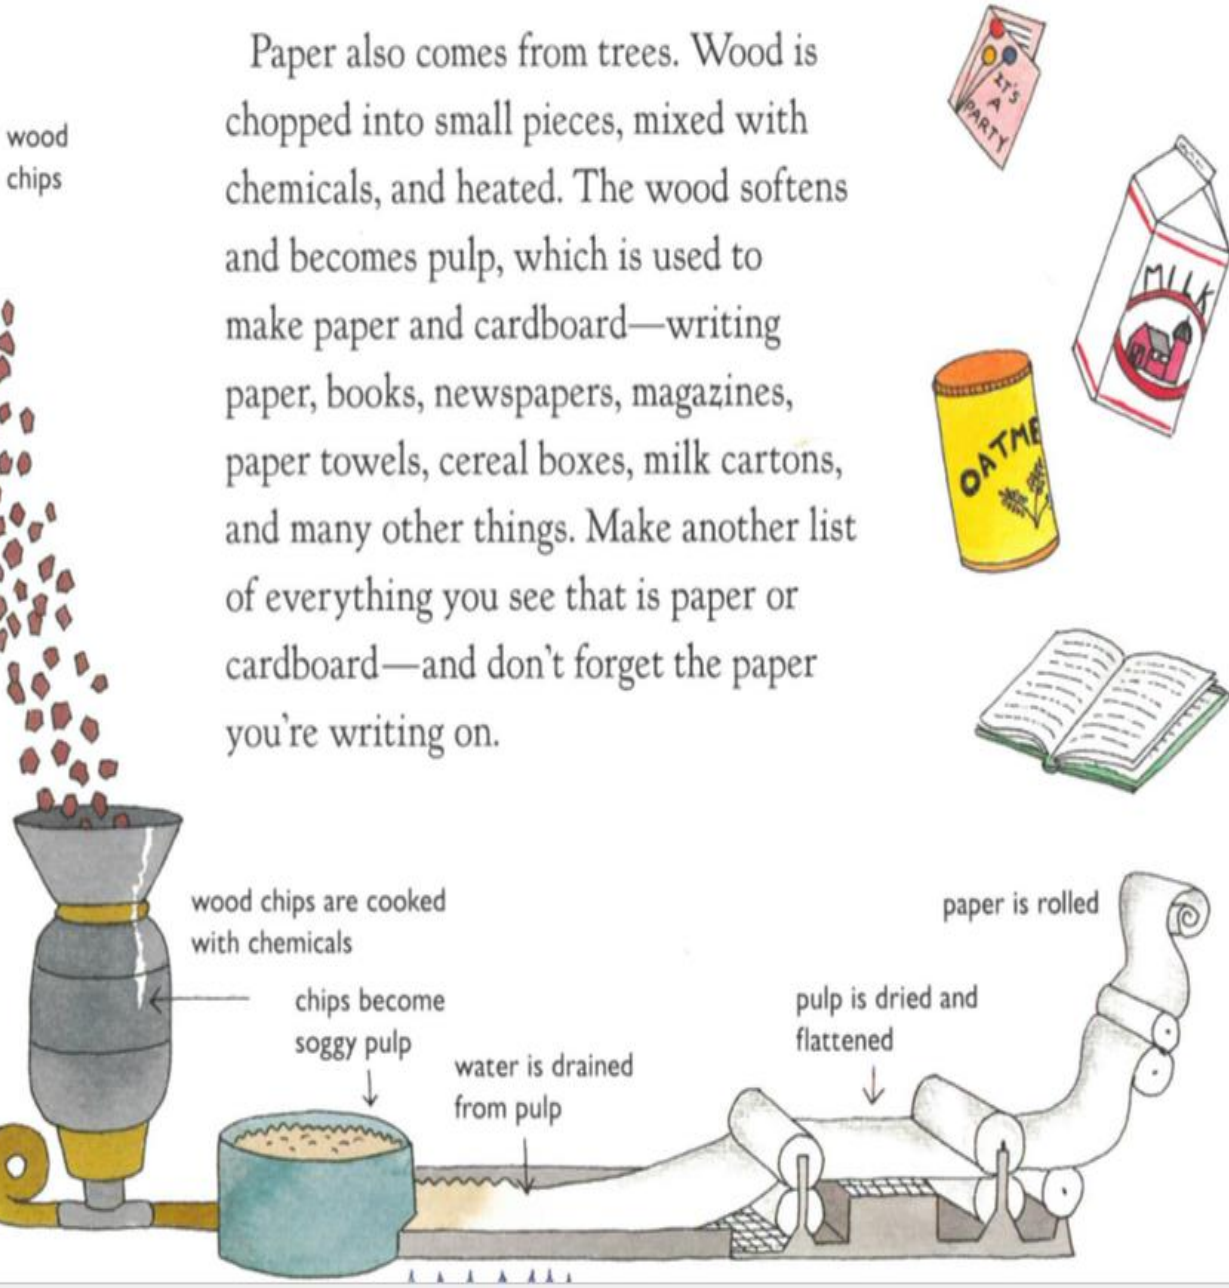 Paper also comes from trees. Wood is
chopped into small pieces, mixed with
chemicals, and heated. The wood softens
and becomes pulp, which is used to
make paper and cardboard—writing
paper, books, newspapers, magazines,
paper towels, cereal boxes, milk cartons,
and many other things. Make another list
of everything you see that is paper or
cardboard—and don't forget the paper
you're writing on.
wood
chips
IT'S
A
PARTY
MILK
OATME
wood chips are cooked
with chemicals
chips become
soggy pulp
water is drained
from pulp
pulp is dried and
flattened
paper is rolled